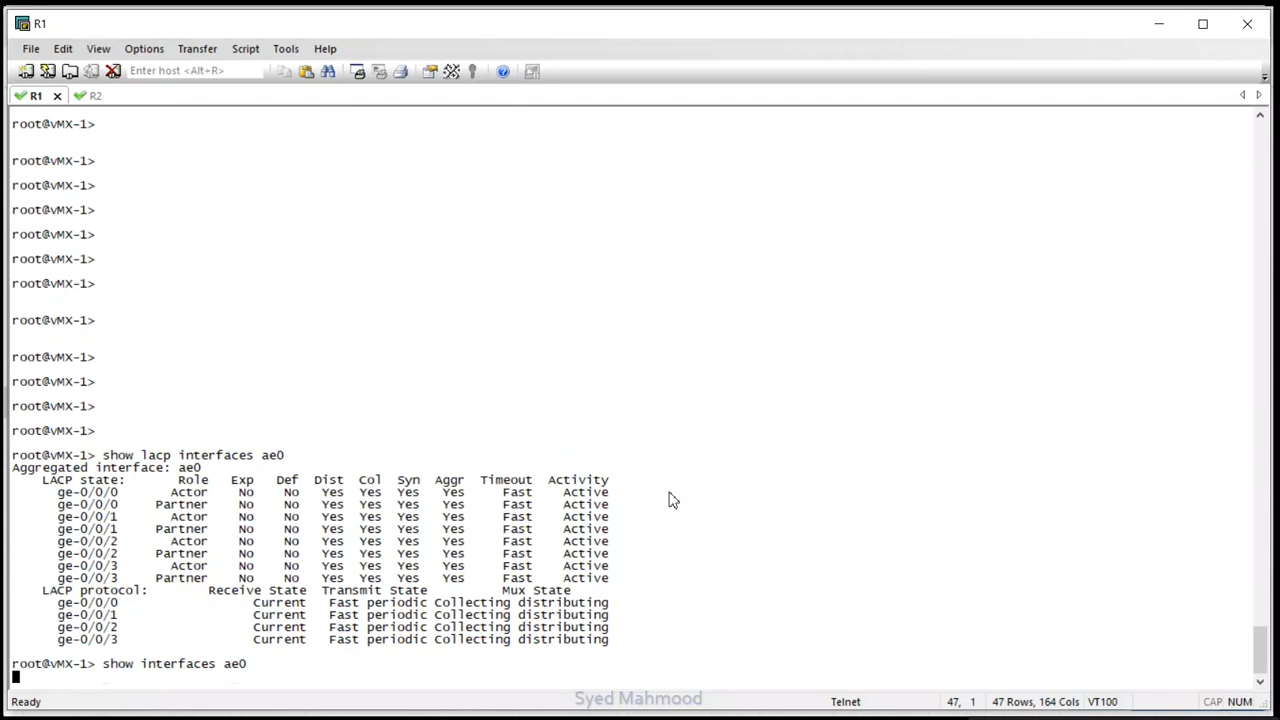 R1
File Edit View Options Transfer Script Tools Help
Enter host <Alt+R>
R1 R2
root@vMX-1>
root@vMX-1>
root@vMX-1>
root@vMX-1>
root@vMX-1>
root@vMX-1>
root@vMX-1>
root@vMX-1>
root@vMX-1>
root@vMX-1>
root@vMX-1>
root@vMX-1>
root@vMX-1> show lacp interfaces ae0
Aggregated interface: ae0
LACP state: Role Exp Def Dist Col Syn Aggr Timeout Activity
ge-0/0/0 Actor No No Yes Yes Yes Yes Fast Active
ge-0/0/0 Partner No No Yes Yes Yes Yes Fast Active
ge-0/0/1 Actor No No Yes Yes Yes Yes Fast Active
ge-0/0/1 Partner No No Yes Yes Yes Yes Fast Active
ge-0/0/2 Actor No No Yes Yes Yes Yes Fast Active
ge-0/0/2 Partner No No Yes Yes Yes Yes Fast Active
ge-0/0/3 Actor No No Yes Yes Yes Yes Fast Active
ge-0/0/3 Partner No No Yes Yes Yes Yes Fast Active
LACP protocol: Receive State Transmit State Mux State
ge-0/0/0 Current Fast periodic Collecting distributing
ge-0/0/1 Current Fast periodic Collecting distributing
ge-0/0/2 Current Fast periodic Collecting distributing
ge-0/0/3 Current Fast periodic Collecting distributing
root@vMX-1> show interfaces ae0
Ready Syed Mahmood Telnet 47, 1 47 Rows, 164 Cols VT100 CAP NUM